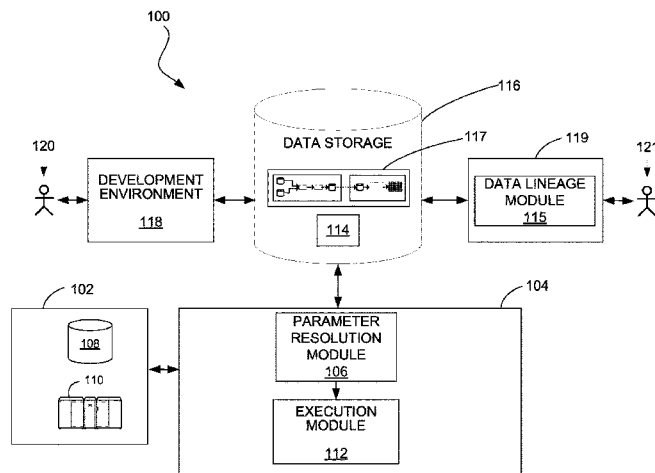 100
116
DATA STORAGE
117
120
119
121
DEVELOPMENT
ENVIRONMENT
118
DATA LINEAGE
MODULE
115
114
102
104
108
110
PARAMETER
RESOLUTION
MODULE
106
EXECUTION
MODULE
112